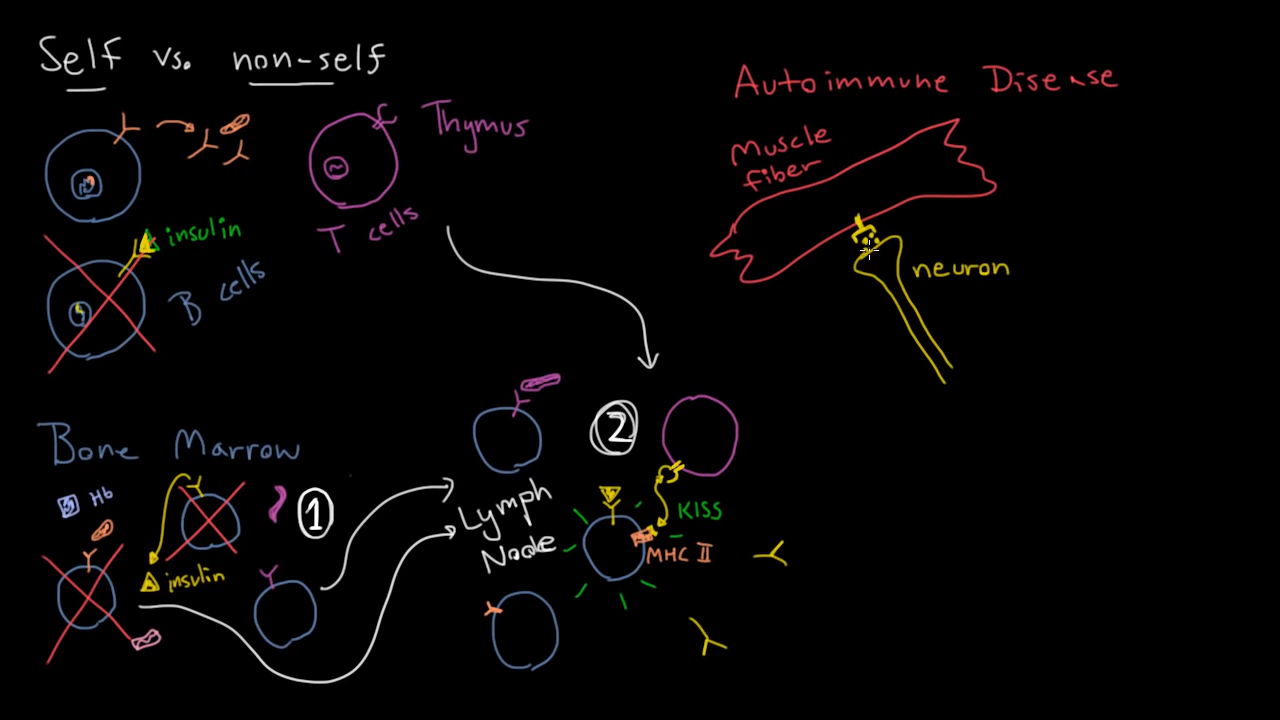 Self vs. non-self
Thymus
insulin
T cells
B cells
Autoimmune Disease
Muscle
fiber
neuron
Bone Marrow
Hb
1
insulin
2
Lymph
Node
KISS
MHC II